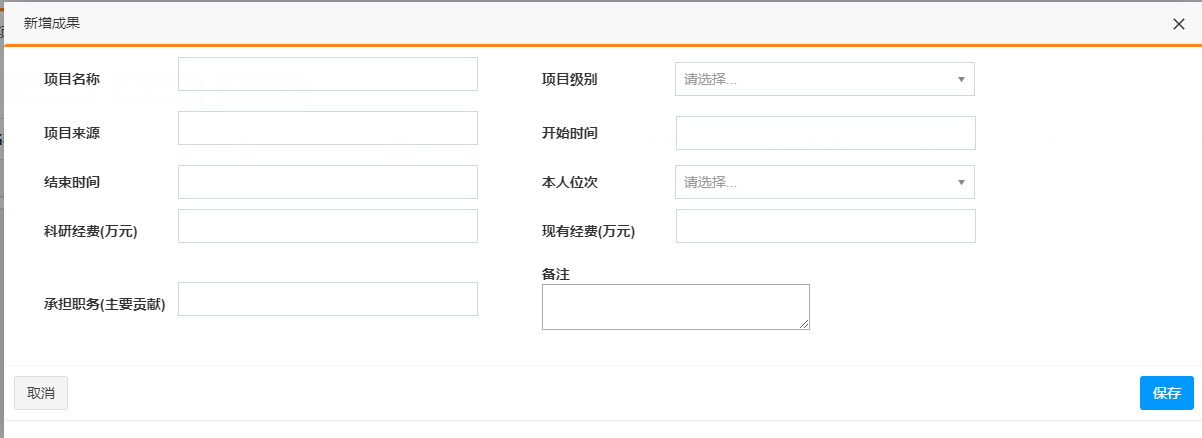 新增成果
项目名称
项目级别
请选择...
项目来源
开始时间
结束时间
本人位次
请选择...
科研经费(万元)
现有经费(万元)
承担职务(主要贡献)
备注
取消
保存